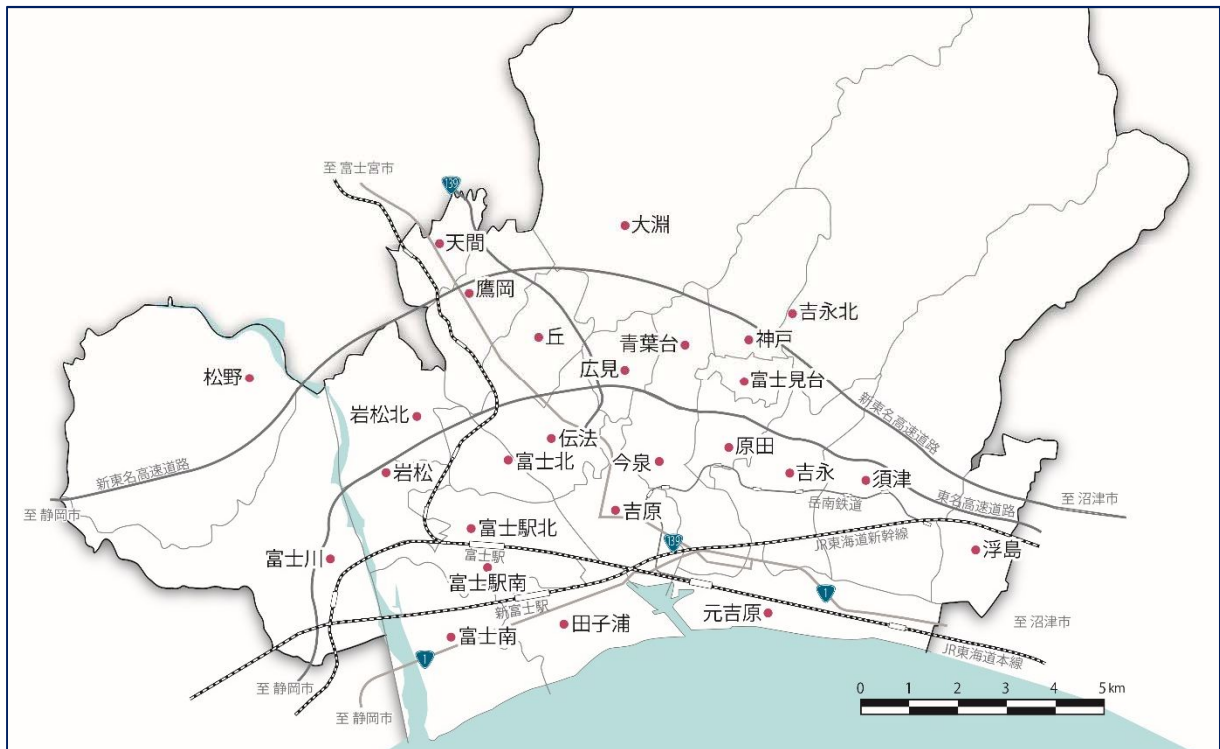 至 富士宮市
139
大淵
天間
鷹岡
吉永北
丘
青葉台
神戸
広見
富士見台
松野
岩松北
新東名高速道路
伝法
原田
富士北
今泉
岩松
吉永
須津
新東名高速道路
岳南鉄道
東名高速道路
至 沼津市
至 静岡市
吉原
富士駅北
139
JR東海道新幹線
富士駅
富士川
浮島
富士駅南
1
新富士駅
元吉原
田子浦
至 沼津市
富士南
1
JR東海道本線
至 静岡市
至 静岡市
0 1 2 3 4 5km